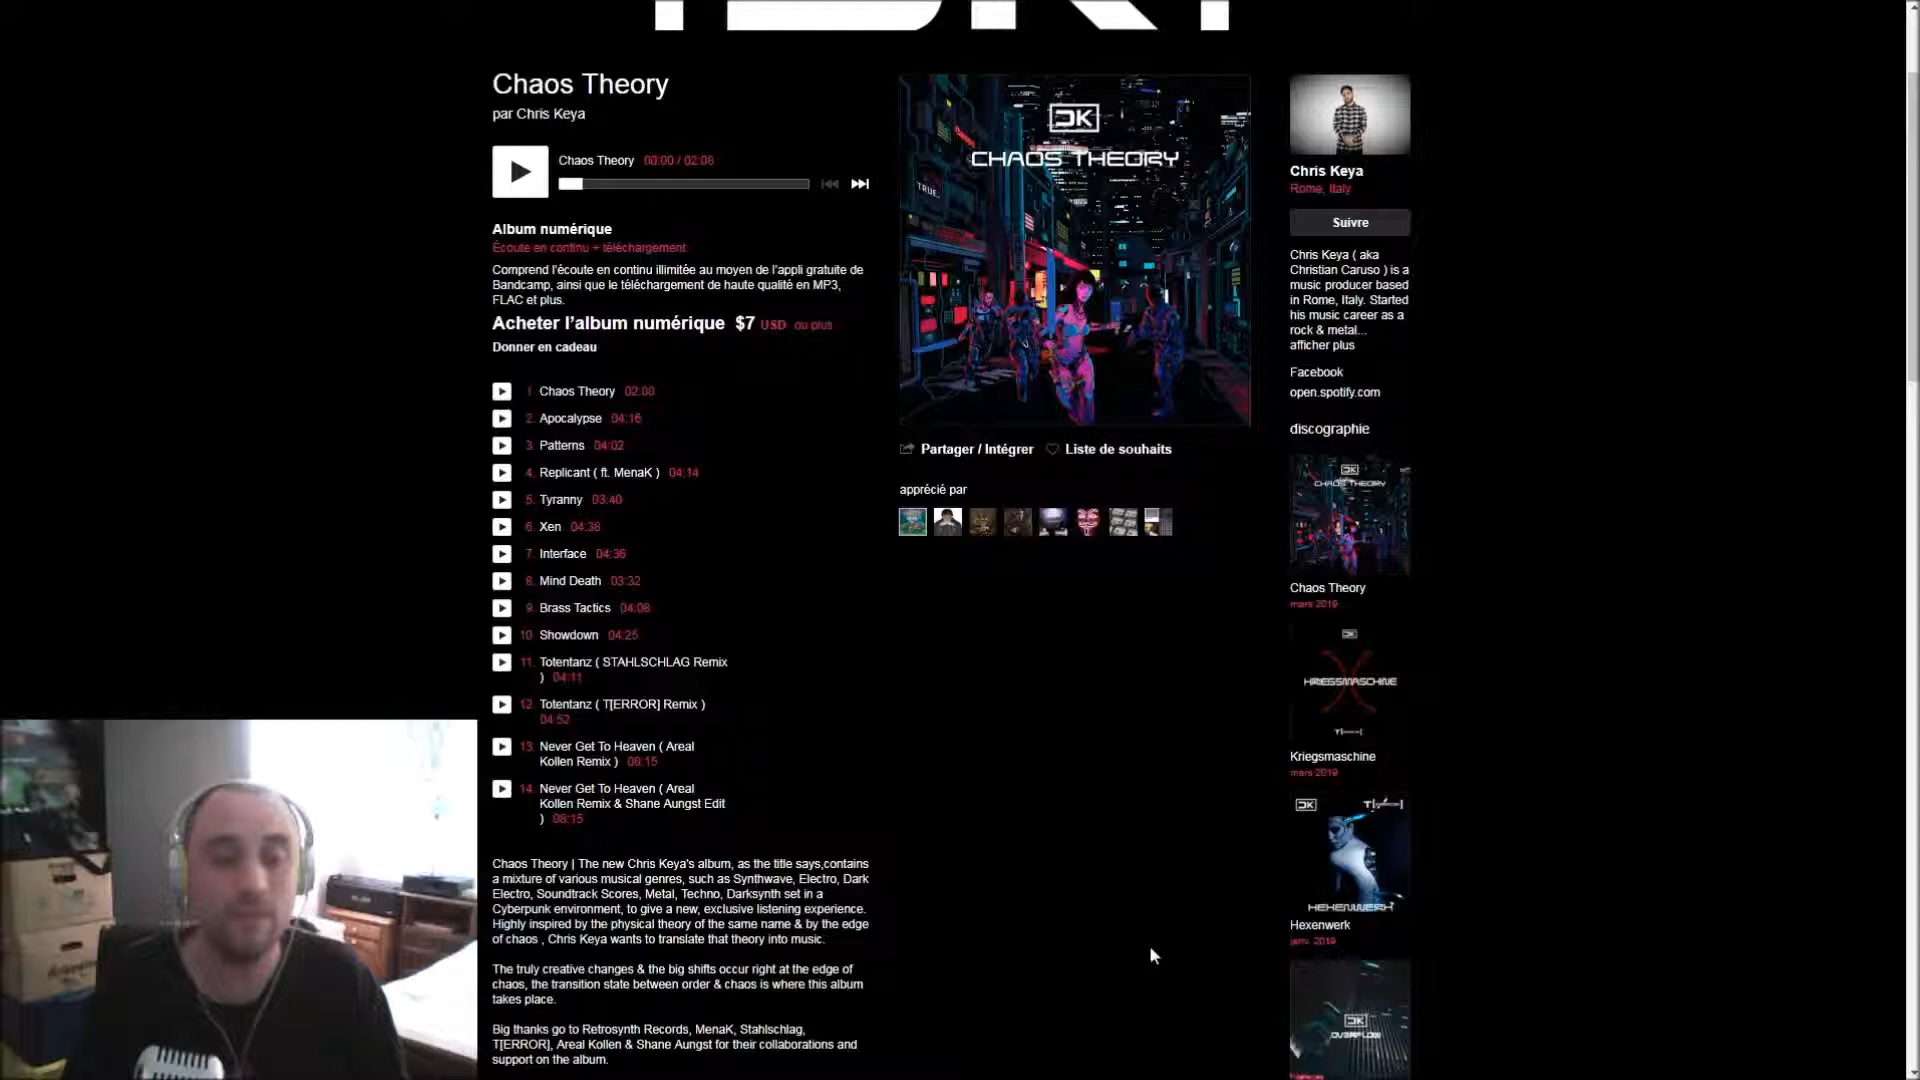 Chaos Theory
par Chris Keya
Chaos Theory 00:00 / 02:08
Album numérique
Écoute en continu + téléchargement
Comprend l'écoute en continu illimitée au moyen de l'appli gratuite de
Bandcamp, ainsi que le téléchargement de haute qualité en MP3,
FLAC et plus.
Acheter l'album numérique $7 USD ou plus
Donner en cadeau
1. Chaos Theory 02:08
2. Apocalypse 04:16
3. Patterns 04:02
4. Replicant ( ft. MenaK ) 04:14
5. Tyranny 03:40
6. Xen 04:38
7. Interface 04:36
8. Mind Death 03:32
9. Brass Tactics 04:08
10. Showdown 04:25
11. Totentanz ( STAHLSCHLAG Remix
) 04:11
12. Totentanz ( T[ERROR] Remix )
04:52
13. Never Get To Heaven ( Areal
Kollen Remix ) 06:15
14. Never Get To Heaven ( Areal
Kollen Remix & Shane Aungst Edit
) 06:15
Chaos Theory | The new Chris Keya's album, as the title says,contains
a mixture of various musical genres, such as Synthwave, Electro, Dark
Electro, Soundtrack Scores, Metal, Techno, Darksynth set in a
Cyberpunk environment, to give a new, exclusive listening experience.
Highly inspired by the physical theory of the same name & by the edge
of chaos , Chris Keya wants to translate that theory into music.
The truly creative changes & the big shifts occur right at the edge of
chaos, the transition state between order & chaos is where this album
takes place.
Big thanks go to Retrosynth Records, MenaK, Stahlschlag,
T[ERROR], Areal Kollen & Shane Aungst for their collaborations and
support on the album.
CK
CHAOS THEORY
TRUE.
Partager / Intégrer Liste de souhaits
apprécié par
Chris Keya
Rome, Italy
Suivre
Chris Keya ( aka
Christian Caruso ) is a
music producer based
in Rome, Italy. Started
his music career as a
rock & metal...
afficher plus
Facebook
open.spotify.com
discographie
CK
CHAOS THEORY
Chaos Theory
mars 2019
CK
KRIEGSMASCHINE
Kriegsmaschine
mars 2019
CK
HEXENWERK
Hexenwerk
janv. 2019
CK
OVERFLOW